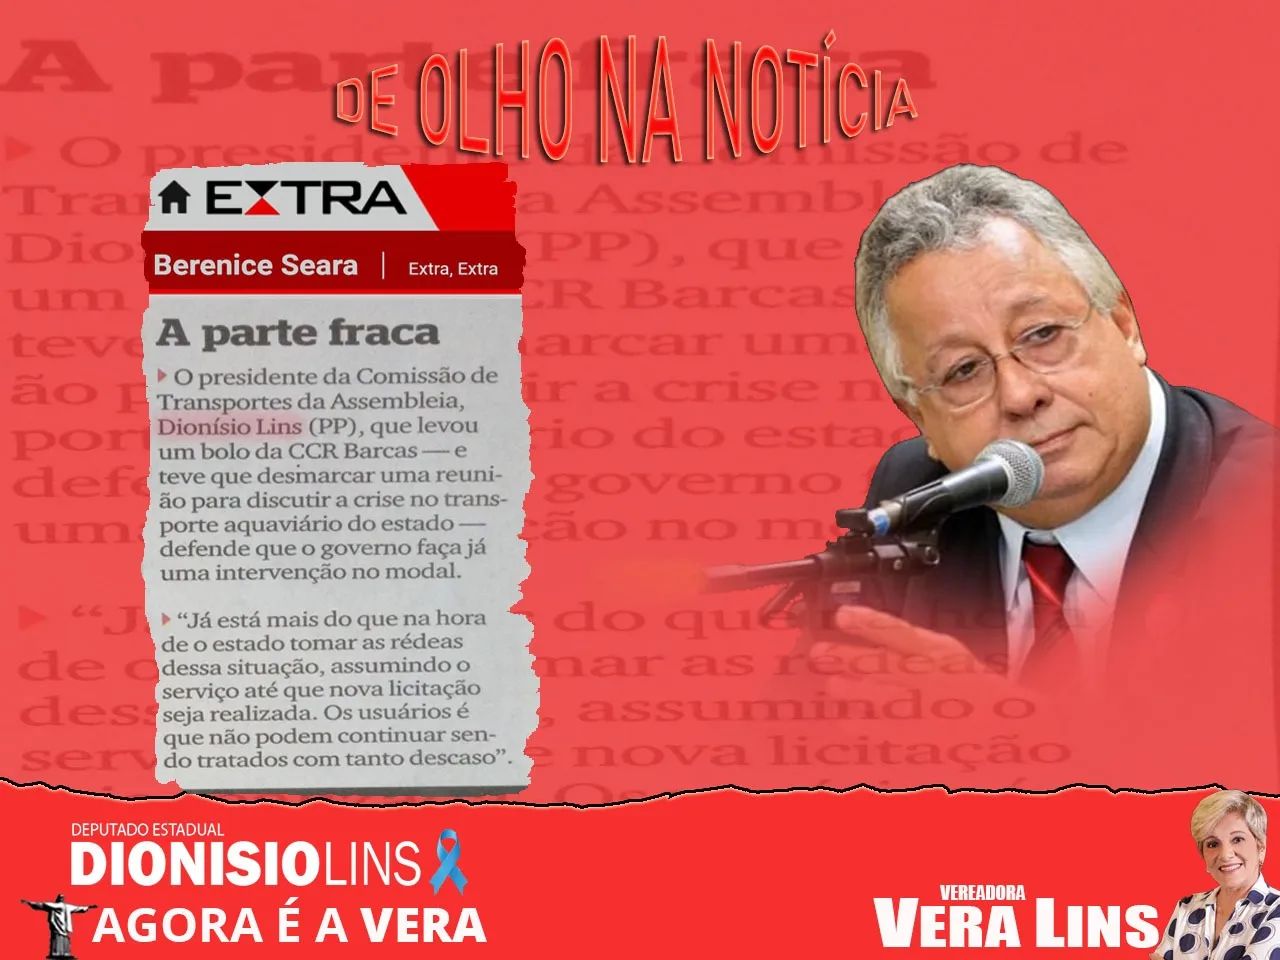 DE OLHO NA NOTÍCIA
EXTRA
Berenice Seara | Extra, Extra
A parte fraca
O presidente da Comissão de
Transportes da Assembleia,
Dionísio Lins (PP), que levou
um bolo da CCR Barcas — e
teve que desmarcar uma reuni-
ão para discutir a crise no trans-
porte aquaviário do estado —
defende que o governo faça já
uma intervenção no modal.
“Já está mais do que na hora
de o estado tomar as rédeas
dessa situação, assumindo o
serviço até que nova licitação
seja realizada. Os usuários é
que não podem continuar sen-
do tratados com tanto descaso”.
DEPUTADO ESTADUAL
DIONISIO LINS
AGORA É A VERA
VEREADORA
VERA LINS